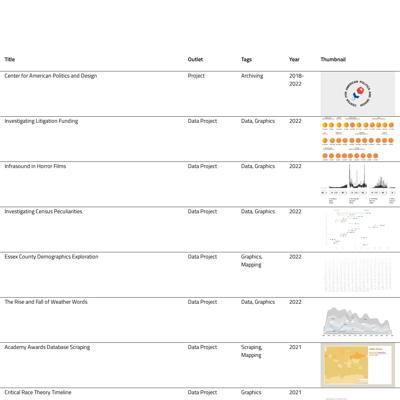 Title Outlet Tags Year Thumbnail
Center for American Politics and Design Project Archiving 2018-
2022
Investigating Litigation Funding Data Project Data, Graphics 2022
Infrasound in Horror Films Data Project Data, Graphics 2022
Investigating Census Peculiarities Data Project Data, Graphics 2022
Essex County Demographics Exploration Data Project Graphics, 2022
Mapping
The Rise and Fall of Weather Words Data Project Data, Graphics 2022
Academy Awards Database Scraping Data Project Scraping, 2021
Mapping
Critical Race Theory Timeline Data Project Graphics 2021